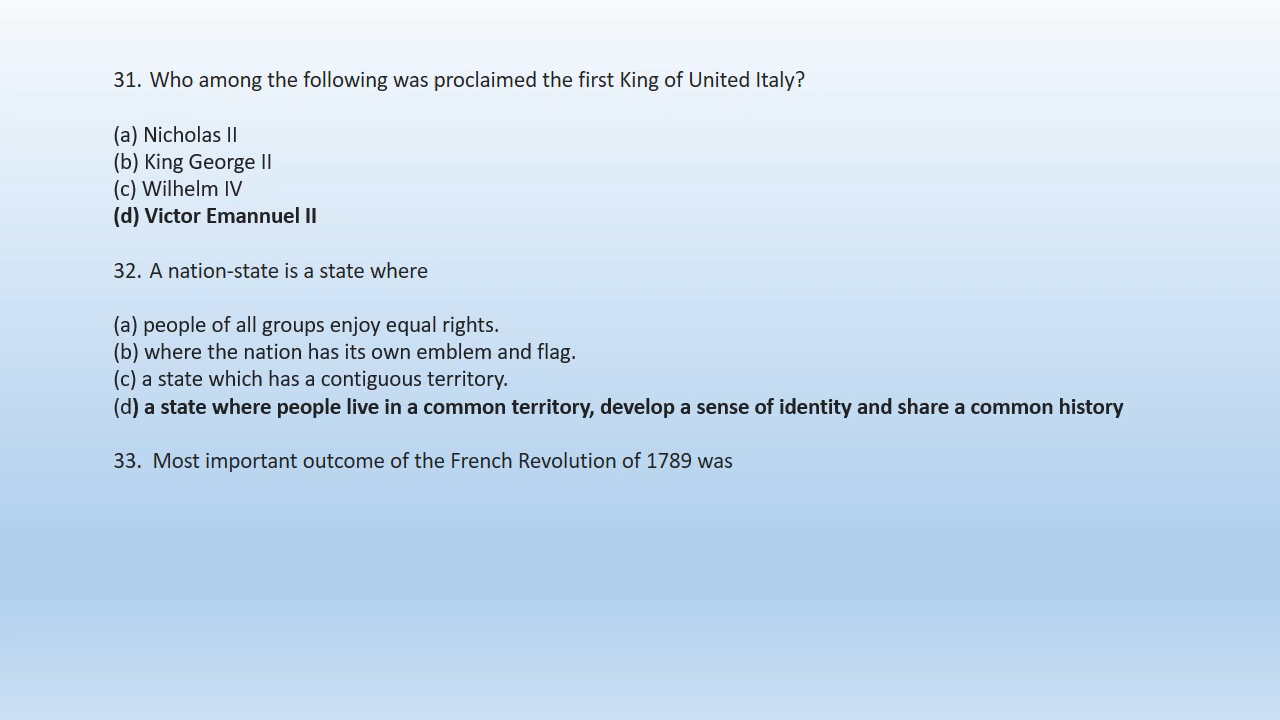 31. Who among the following was proclaimed the first King of United Italy?
(a) Nicholas II
(b) King George II
(c) Wilhelm IV
(d) Victor Emannuel II
32. A nation-state is a state where
(a) people of all groups enjoy equal rights.
(b) where the nation has its own emblem and flag.
(c) a state which has a contiguous territory.
(d) a state where people live in a common territory, develop a sense of identity and share a common history
33. Most important outcome of the French Revolution of 1789 was